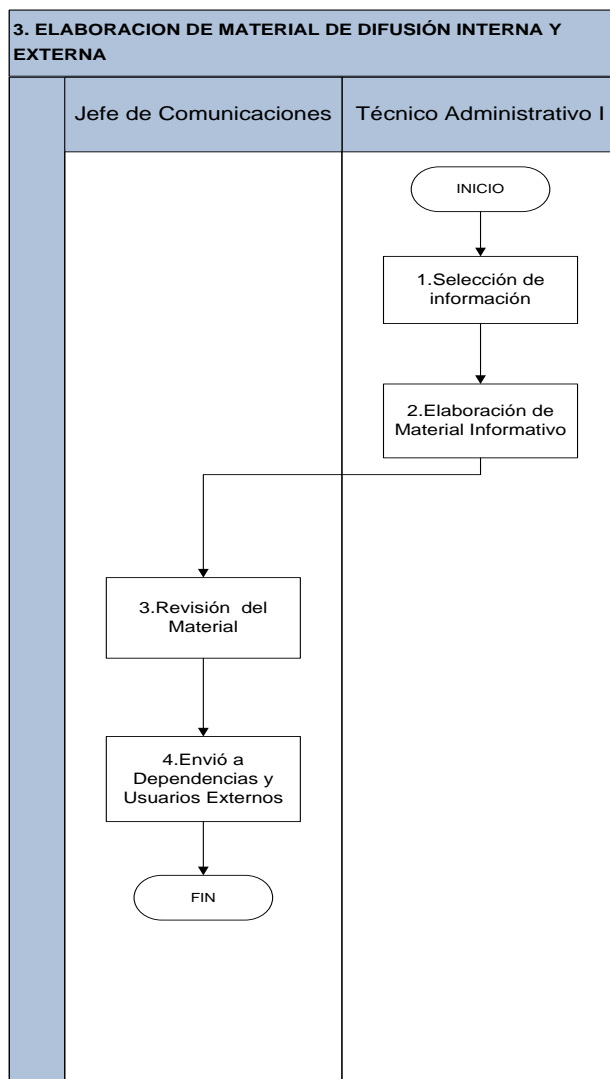 3. ELABORACION DE MATERIAL DE DIFUSIÓN INTERNA Y
EXTERNA
Jefe de Comunicaciones
Técnico Administrativo I
INICIO
1.Selección de
información
2.Elaboración de
Material Informativo
3.Revisión del
Material
4.Envió a
Dependencias y
Usuarios Externos
FIN